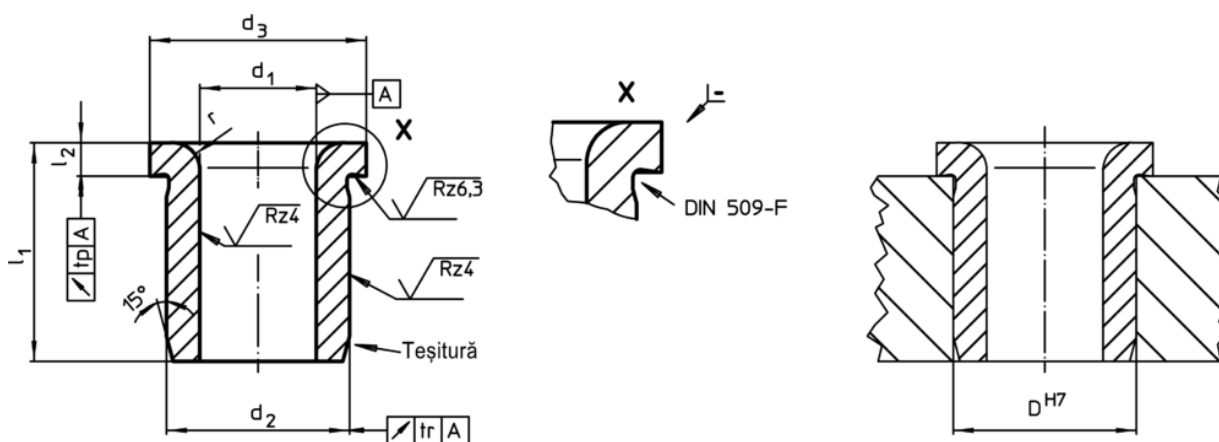 d3
d1
A
r
X
l2
Rz6,3
Rz4
tp A
l1
Rz4
15°
Teșitură
d2
tr A
X
DIN 509-F
D H7